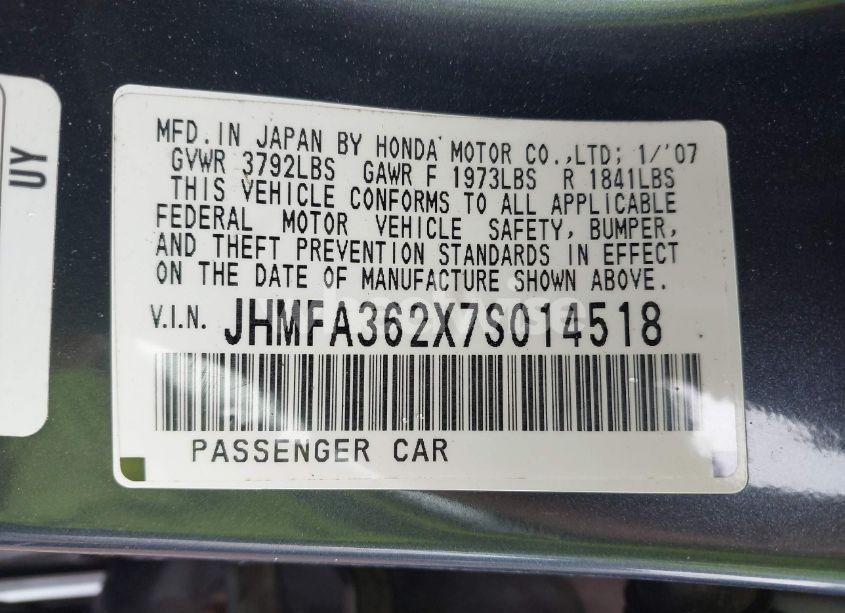 UY
MFD. IN JAPAN BY HONDA MOTOR CO.,LTD; 1/'07
GVWR 3792LBS GAWR F 1973LBS R 1841LBS
THIS VEHICLE CONFORMS TO ALL APPLICABLE
FEDERAL MOTOR VEHICLE SAFETY, BUMPER,
AND THEFT PREVENTION STANDARDS IN EFFECT
ON THE DATE OF MANUFACTURE SHOWN ABOVE.
V.I.N. JHMFA362X7S014518
PASSENGER CAR